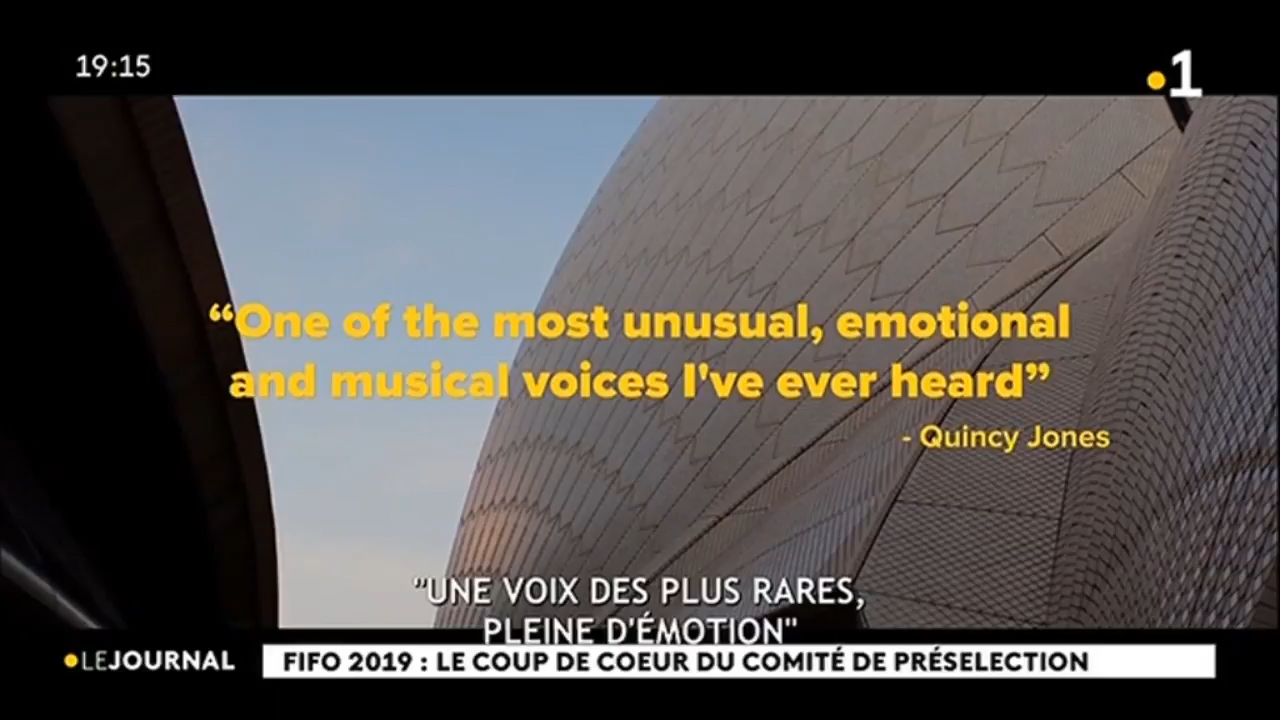 19:15
1
“One of the most unusual, emotional
and musical voices I've ever heard”
- Quincy Jones
"UNE VOIX DES PLUS RARES,
PLEINE D'ÉMOTION"
LEJOURNAL
FIFO 2019 : LE COUP DE COEUR DU COMITÉ DE PRÉSELECTION